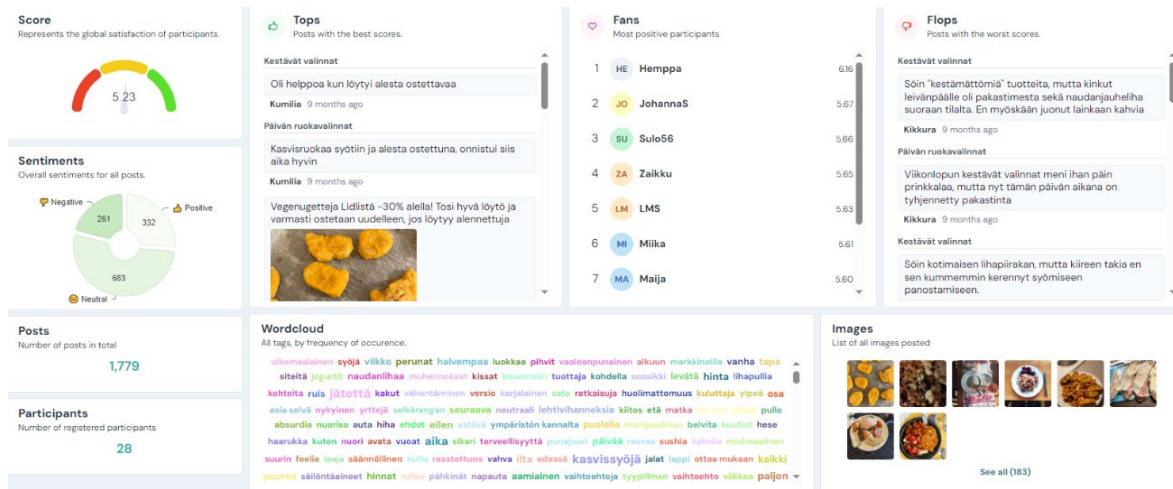 Score
Represents the global satisfaction of participants.
5.23
Sentiments
Overall sentiments for all posts.
Negative
Positive
261
332
683
Neutral
Posts
Number of posts in total
1,779
Participants
Number of registered participants
28
Tops
Posts with the best scores.
Kestävät valinnat
Oli helppoa kun löytyi alesta ostettavaa
Kumilia 9 months ago
Päivän ruokavalinnat
Kasvisruokaa syötiin ja alesta ostettuna, onnistui siis
aika hyvin
Kumilia 9 months ago
Vegenugetteja Lidlistä -30% alella! Tosi hyvä löytö ja
varmasti ostetaan uudelleen, jos löytyy alennettuja
Fans
Most positive participants
1 HE Hemppa 6.16
2 JO JohannaS 5.67
3 SU Sulo56 5.66
4 ZA Zaikku 5.65
5 LM LMS 5.63
6 MI Miika 5.61
7 MA Maija 5.60
Flops
Posts with the worst scores.
Kestävät valinnat
Söin "kestämättömiä" tuotteita, mutta kinkut
leivänpäälle oli pakastimesta sekä naudanjauheliha
suoraan tilalta. En myöskään juonut lainkaan kahvia
Kikkura 9 months ago
Päivän ruokavalinnat
Viikonlopun kestävät valinnat meni ihan päin
prinkkalaa, mutta nyt tämän päivän aikana on
tyhjennetty pakastinta
Kikkura 9 months ago
Kestävät valinnat
Söin kotimaisen lihapiirakan, mutta kiireen takia en
sen kummemmin kerennyt syömiseen
panostamiseen.
Wordcloud
All tags, by frequency of occurence.
ulkomaalainen syöjä viikko perunat halvempaa luokkaa pihvit vaaleanpunainen alkuun markkinoilla vanha tapa
siteitä jogurtit naudanlihaa muhennokset kissat kauemmin tuottaja kohdella suosikki levätä hinta lihapullia
kohteita ruis jätettä kakut vähentäminen versio karjalainen sato ratkaisuja huolimattomuus kuluttaja ylpeä osa
asia selvä nykyinen yrttejä selkärangan seuraava neutraali lehtivihanneksia kiitos että matka pullo
absurdia nuoriso auta hiha ehdot eilen ystävä ympäristön kannalta puolella manipuloinen belvita kuutiot hese
haarukka kuten nuori avata vuoat aika sikari terveellisyyttä punajuuri päivää rasvaa sushia kahvila minimaalinen
suurin feelia laaja säännöllinen hullu raastettuna vahva ilta edessä kasvissyöjä jalat lappi ottaa mukaan kaikki
puuroa säilöntäaineet hinnat rullaa pähkinät napauta aamiainen vaihtoehtoja tyypillinen vaihtoehto viikkoa paljon
Images
List of all images posted
See all (183)